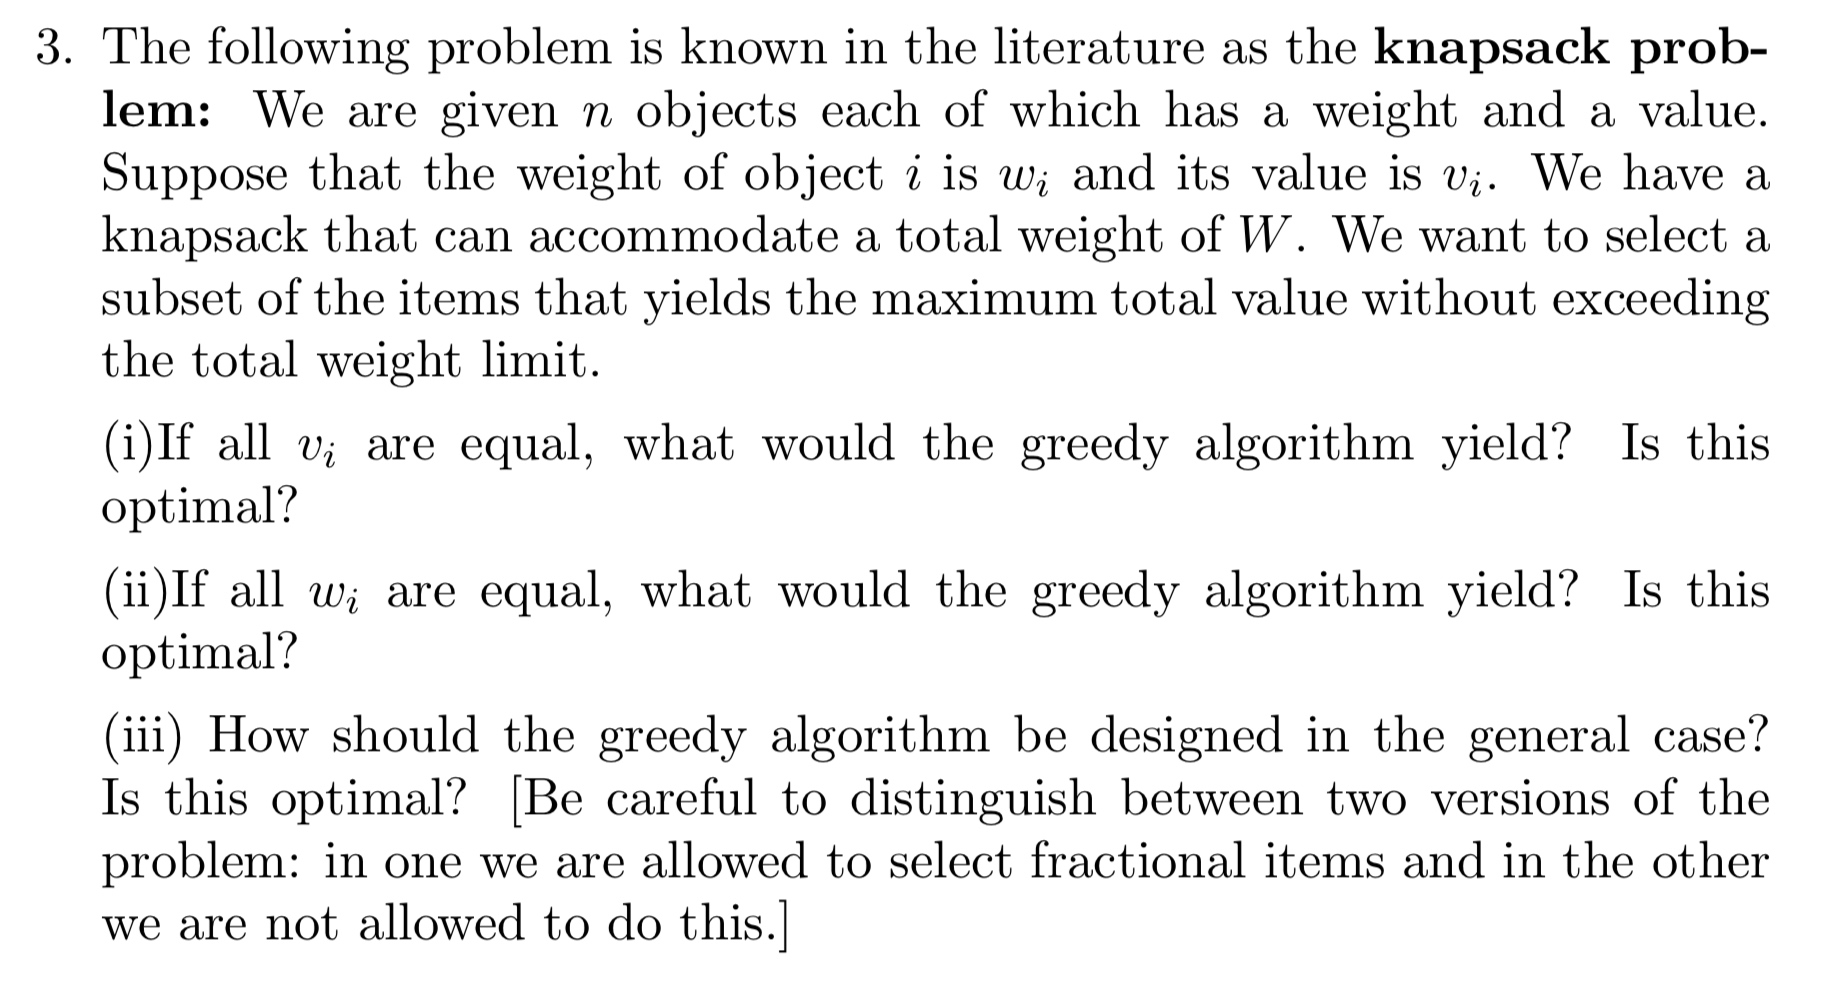 3. The following problem is known in the literature as the knapsack prob-
lem: We are given n objects each of which has a weight and a value.
Suppose that the weight of object i is wᵢ and its value is vᵢ. We have a
knapsack that can accommodate a total weight of W. We want to select a
subset of the items that yields the maximum total value without exceeding
the total weight limit.
(i)If all vᵢ are equal, what would the greedy algorithm yield? Is this
optimal?
(ii)If all wᵢ are equal, what would the greedy algorithm yield? Is this
optimal?
(iii) How should the greedy algorithm be designed in the general case?
Is this optimal? [Be careful to distinguish between two versions of the
problem: in one we are allowed to select fractional items and in the other
we are not allowed to do this.]